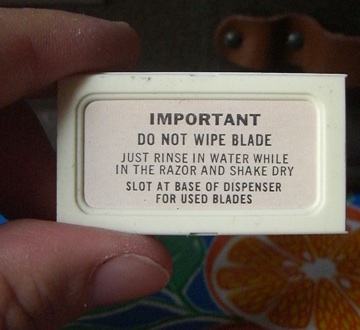 IMPORTANT
DO NOT WIPE BLADE
JUST RINSE IN WATER WHILE
IN THE RAZOR AND SHAKE DRY
SLOT AT BASE OF DISPENSER
FOR USED BLADES